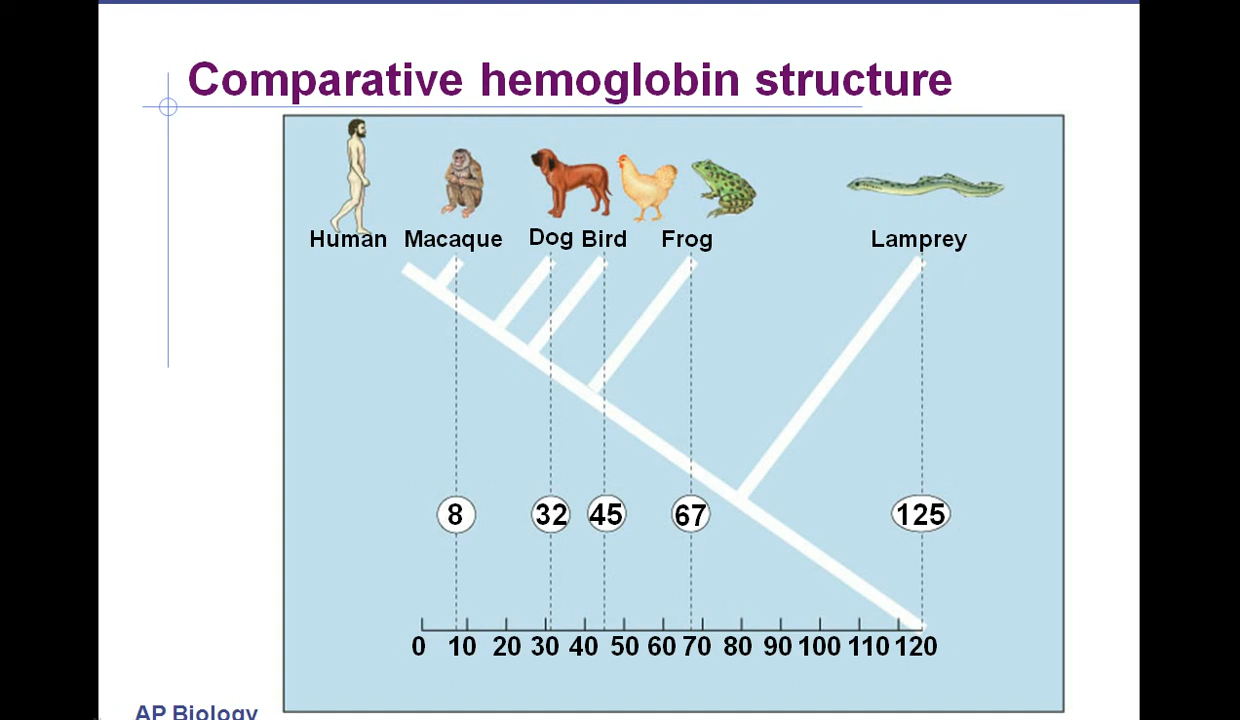 Comparative hemoglobin structure
Human Macaque Dog Bird Frog Lamprey
8 32 45 67 125
0 10 20 30 40 50 60 70 80 90 100 110 120
AP Biology